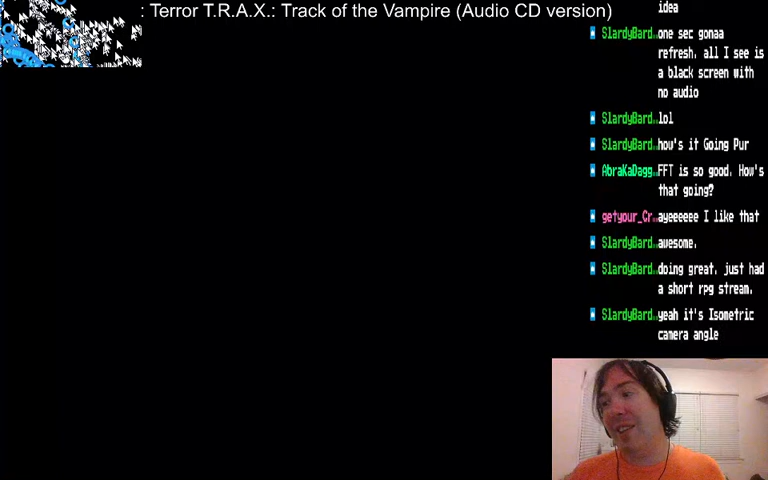 : Terror T.R.A.X.: Track of the Vampire (Audio CD version)
idea
SlardyBard..one sec gonaa
refresh. all I see is
a black screen with
no audio
SlardyBard..lol
SlardyBard..how's it Going Pur
AbraKaDagg..FFT is so good. How's
that going?
getyour_Cr..ayeeeeee I like that
SlardyBard..awesome.
SlardyBard..doing great. just had
a short rpg stream.
SlardyBard..yeah it's Isometric
camera angle